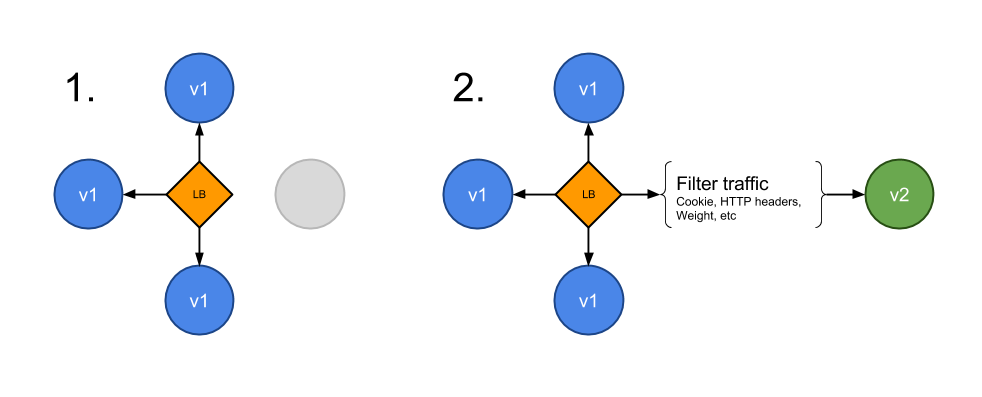 1.
v1
v1
LB
v1
2.
v1
v1
LB
Filter traffic
Cookie, HTTP headers,
Weight, etc
v2
v1